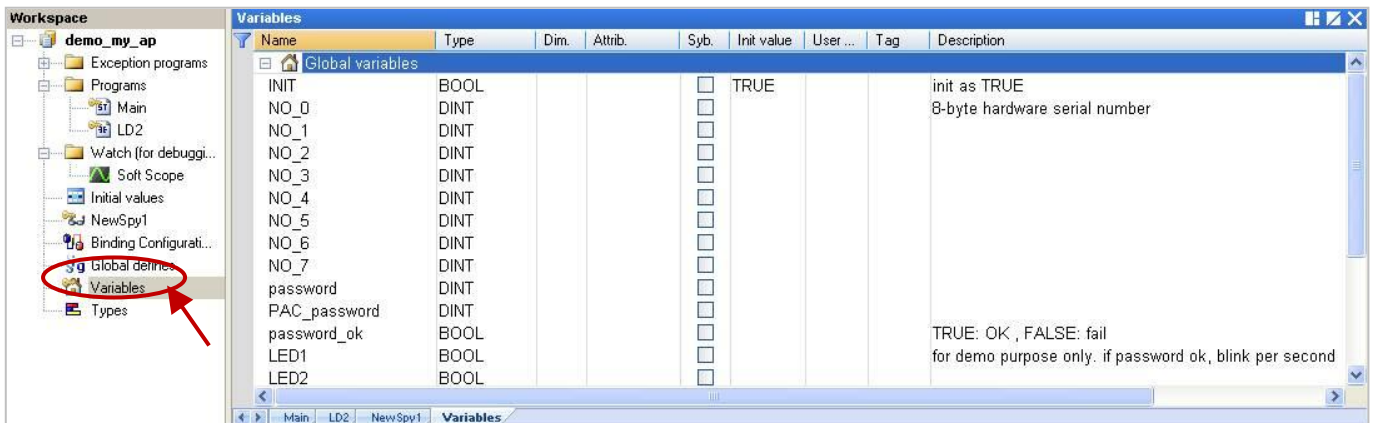 Workspace
demo_my_ap
Exception programs
Programs
Main
LD2
Watch (for debuggi...
Soft Scope
Initial values
NewSpy1
Binding Configurati...
Global defines
Variables
Types
Variables
Name Type Dim. Attrib. Syb. Init value User ... Tag Description
Global variables
INIT BOOL TRUE init as TRUE
NO_0 DINT 8-byte hardware serial number
NO_1 DINT
NO_2 DINT
NO_3 DINT
NO_4 DINT
NO_5 DINT
NO_6 DINT
NO_7 DINT
password DINT
PAC_password DINT
password_ok BOOL TRUE: OK , FALSE: fail
LED1 BOOL for demo purpose only. if password ok, blink per second
LED2 BOOL
Main LD2 NewSpy1 Variables